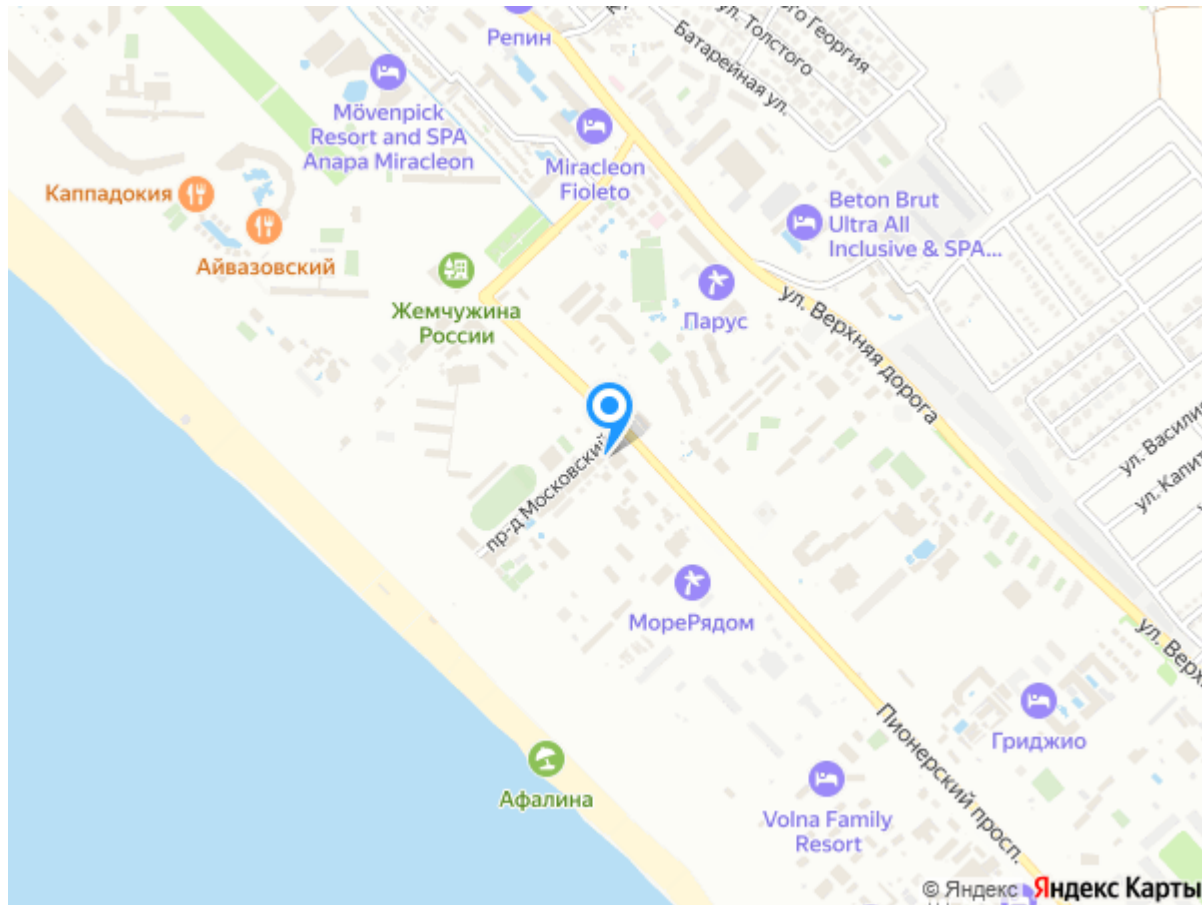 Репин
ул. Толстого
Батарейная ул.
Mövenpick
Resort and SPA
Anapa Miracleon
Miracleon
Fioleto
Каппадокия
Айвазовский
Beton Brut
Ultra All
Inclusive & SPA...
Жемчужина
России
Парус
ул. Верхняя дорога
пр-д Московский
МореРядом
Пионерский просп.
Гриджио
Афалина
Volna Family
Resort
© Яндекс Яндекс Карты